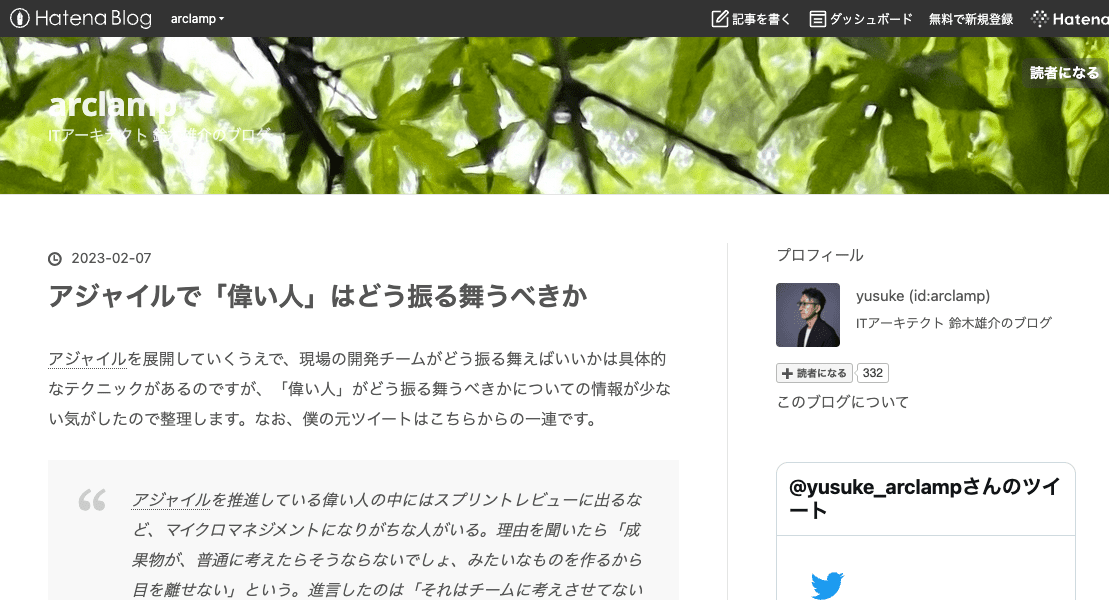 Hatena Blog
arclamp
記事を書く
ダッシュボード
無料で新規登録
Hatena
読者になる
arclamp
ITアーキテクト 鈴木雄介のブログ
2023-02-07
アジャイルで「偉い人」はどう振る舞うべきか
アジャイルを展開していくうえで、現場の開発チームがどう振る舞えばいいかは具体的
なテクニックがあるのですが、「偉い人」がどう振る舞うべきかについての情報が少な
い気がしたので整理します。なお、僕の元ツイートはこちらからの一連です。
アジャイルを推進している偉い人の中にはスプリントレビューに出るな
ど、マイクロマネジメントになりがちな人がいる。理由を聞いたら「成
果物が、普通に考えたらそうならないでしょ、みたいなものを作るから
目を離せない」という。進言したのは「それはチームに考えさせてない
プロフィール
yusuke (id:arclamp)
ITアーキテクト 鈴木雄介のブログ
読者になる
332
このブログについて
@yusuke_arclampさんのツイ
ート